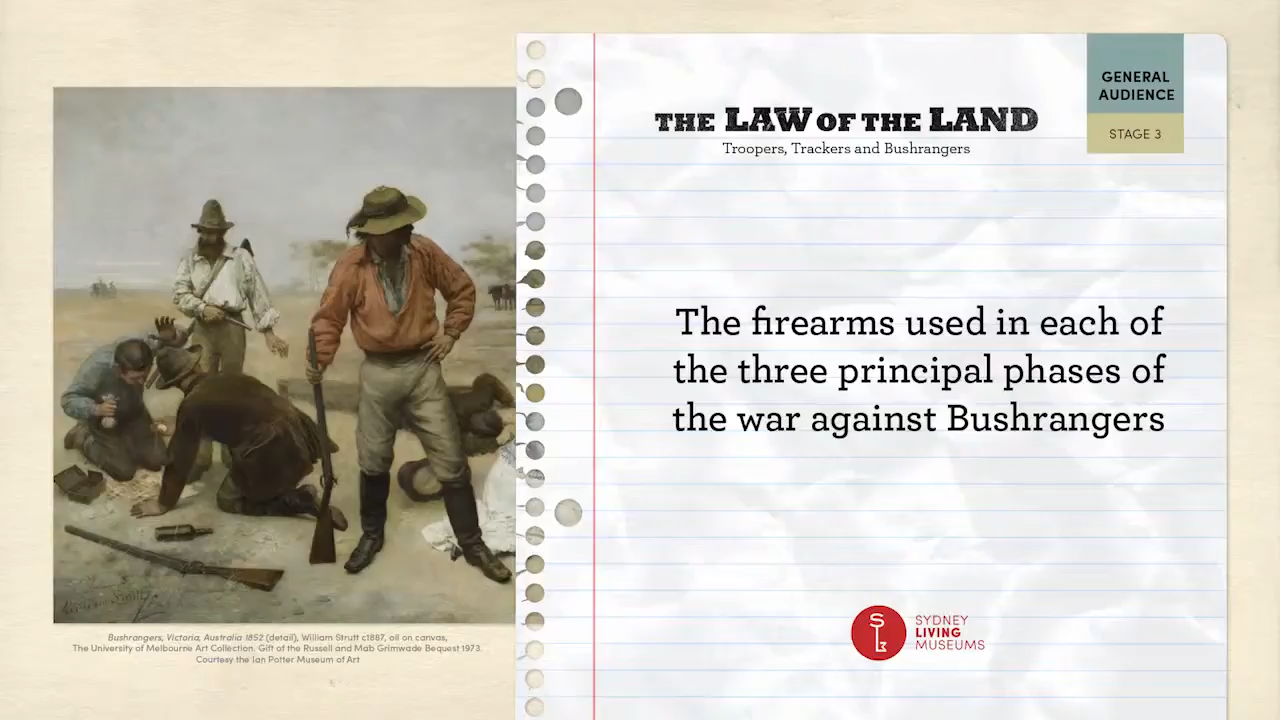 GENERAL
AUDIENCE
STAGE 3
THE LAW OF THE LAND
Troopers, Trackers and Bushrangers
The firearms used in each of
the three principal phases of
the war against Bushrangers
SYDNEY
LIVING
MUSEUMS
Bushrangers, Victoria, Australia 1852 (detail), William Strutt c1887, oil on canvas,
The University of Melbourne Art Collection. Gift of the Russell and Mab Grimwade Bequest 1973.
Courtesy the Ian Potter Museum of Art